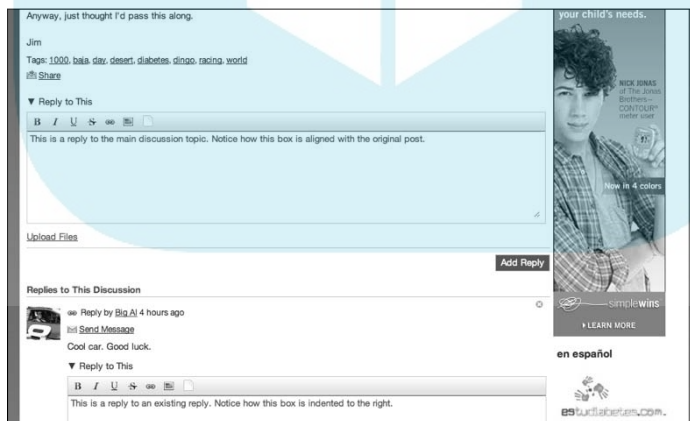 Anyway, just thought I'd pass this along.
Jim
Tags: 1000, baja, day, desert, diabetes, dingo, racing, world
Share
▼ Reply to This
B I U S
This is a reply to the main discussion topic. Notice how this box is aligned with the original post.
Upload Files
Add Reply
Replies to This Discussion
Reply by Big Al 4 hours ago
Send Message
Cool car. Good luck.
▼ Reply to This
B I U S
This is a reply to an existing reply. Notice how this box is indented to the right.
your child's needs.
NICK JONAS
of The Jonas
Brothers –
CONTOUR®
meter user
Now in 4 colors
simplewins
LEARN MORE
en español
estudiabetes.com.